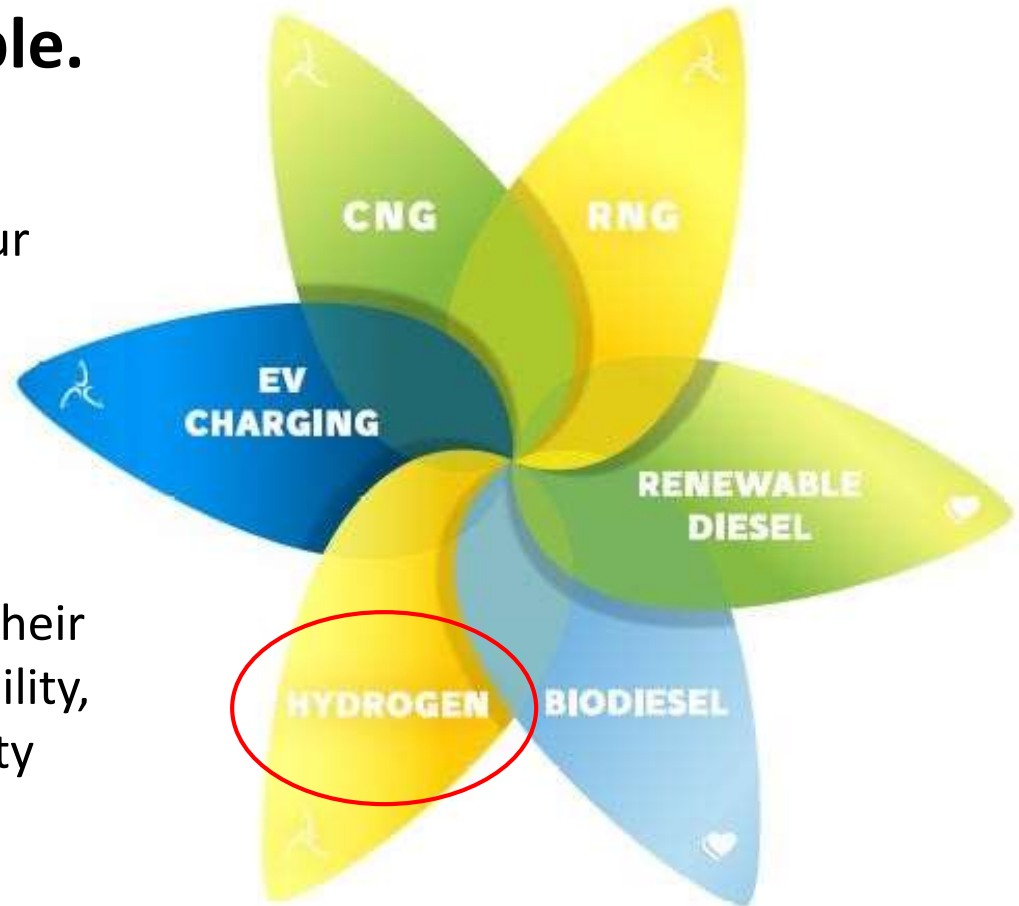 ple.
ur
heir
ility,
ty
CNG
RNG
EV
CHARGING
RENEWABLE
DIESEL
HYDROGEN
BIODIESEL